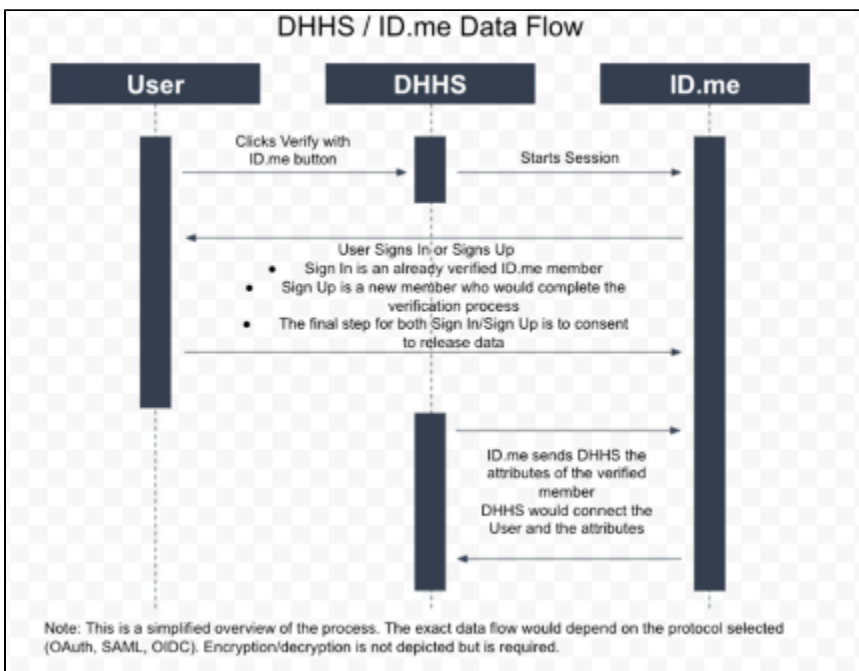 DHHS / ID.me Data Flow
User
DHHS
ID.me
Clicks Verify with
ID.me button
Starts Session
User Signs In or Signs Up
● Sign In is an already verified ID.me member
● Sign Up is a new member who would complete the
verification process
● The final step for both Sign In/Sign Up is to consent
to release data
ID.me sends DHHS the
attributes of the verified
member
DHHS would connect the
User and the attributes
Note: This is a simplified overview of the process. The exact data flow would depend on the protocol selected
(OAuth, SAML, OIDC). Encryption/decryption is not depicted but is required.